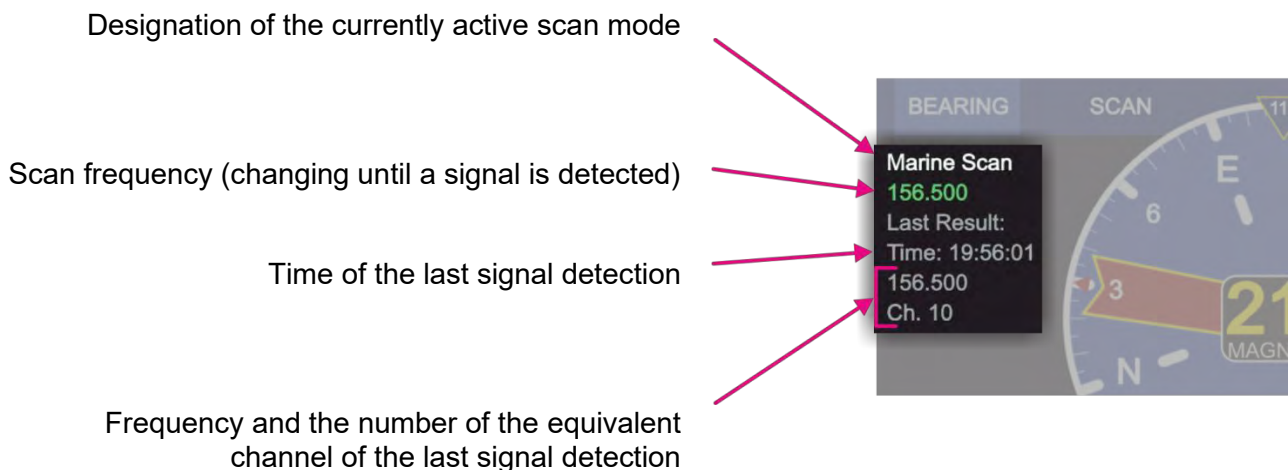 Designation of the currently active scan mode
Scan frequency (changing until a signal is detected)
Time of the last signal detection
Frequency and the number of the equivalent
channel of the last signal detection
BEARING
SCAN
11
Marine Scan
156.500
Last Result:
Time: 19:56:01
156.500
Ch. 10
E
6
3
N
21
MAGN